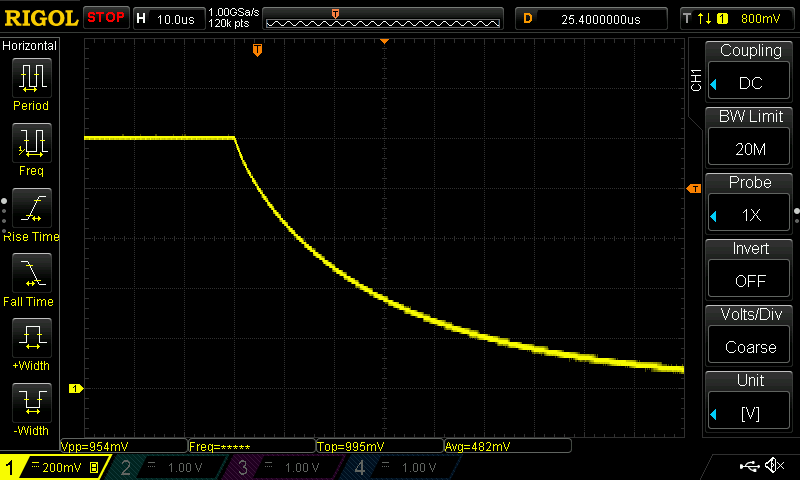 RIGOL STOP H 10.0us 1.00GSa/s D 25.4000000us T 1 800mV
120k pts
Horizontal
Period
Freq
Rise Time
Fall Time
+Width
-Width
T
T
T
1
CH1
Coupling
DC
BW Limit
20M
Probe
1X
Invert
OFF
Volts/Div
Coarse
Unit
[V]
Vpp=954mV Freq=***** Top=995mV Avg=482mV
1 200mV B 2 1.00 V 3 1.00 V 4 1.00 V